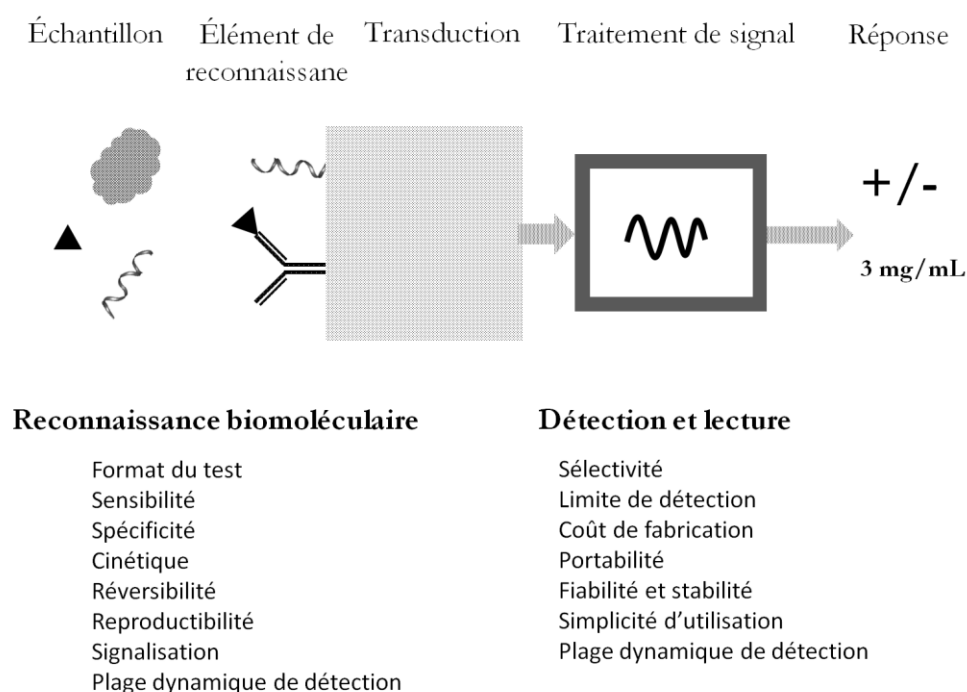 Échantillon
Élément de
reconnaissane
Transduction
Traitement de signal
Réponse
+/-
3 mg/mL
Reconnaissance biomoléculaire
Format du test
Sensibilité
Spécificité
Cinétique
Réversibilité
Reproductibilité
Signalisation
Plage dynamique de détection
Détection et lecture
Sélectivité
Limite de détection
Coût de fabrication
Portabilité
Fiabilité et stabilité
Simplicité d'utilisation
Plage dynamique de détection